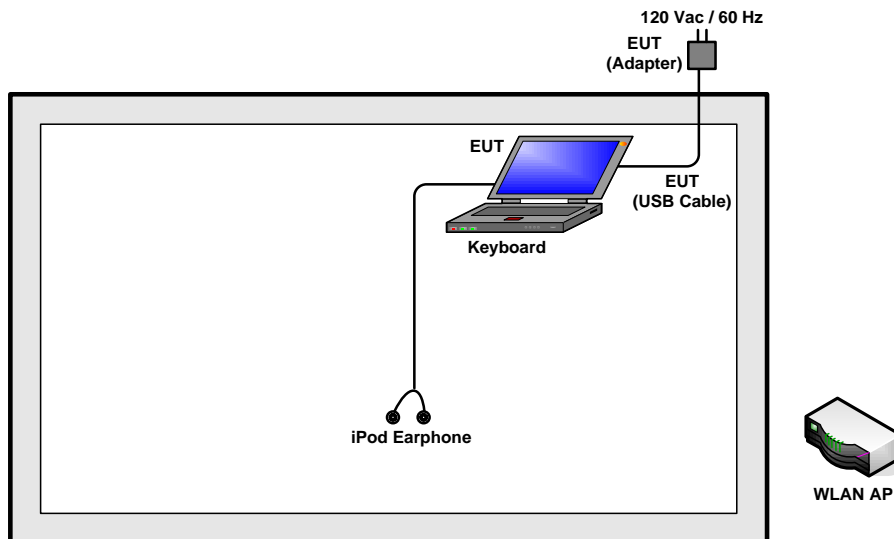 120 Vac / 60 Hz
EUT
(Adapter)
EUT
EUT
(USB Cable)
Keyboard
iPod Earphone
WLAN AP